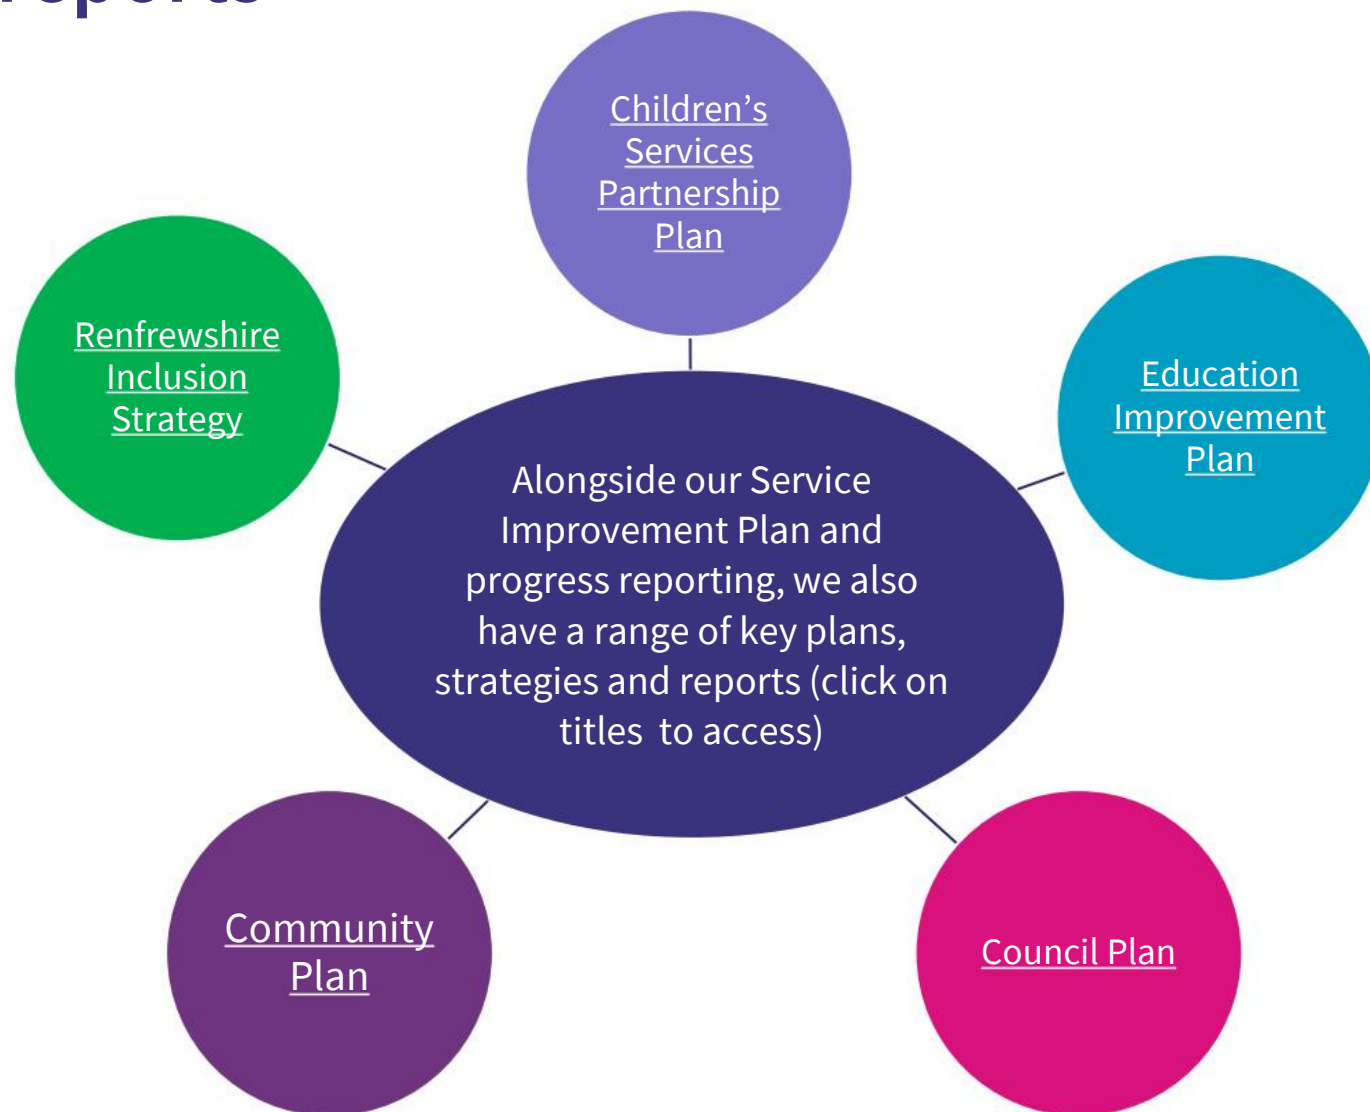 reports
Children’s
Services
Partnership
Plan
Renfrewshire
Inclusion
Strategy
Education
Improvement
Plan
Alongside our Service
Improvement Plan and
progress reporting, we also
have a range of key plans,
strategies and reports (click on
titles  to access)
Community
Plan
Council Plan